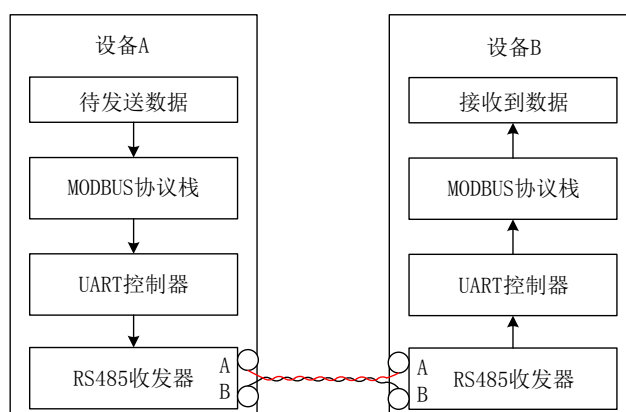 设备A
待发送数据
MODBUS协议栈
UART控制器
RS485收发器
A
B
设备B
接收到数据
MODBUS协议栈
UART控制器
A
B
RS485收发器